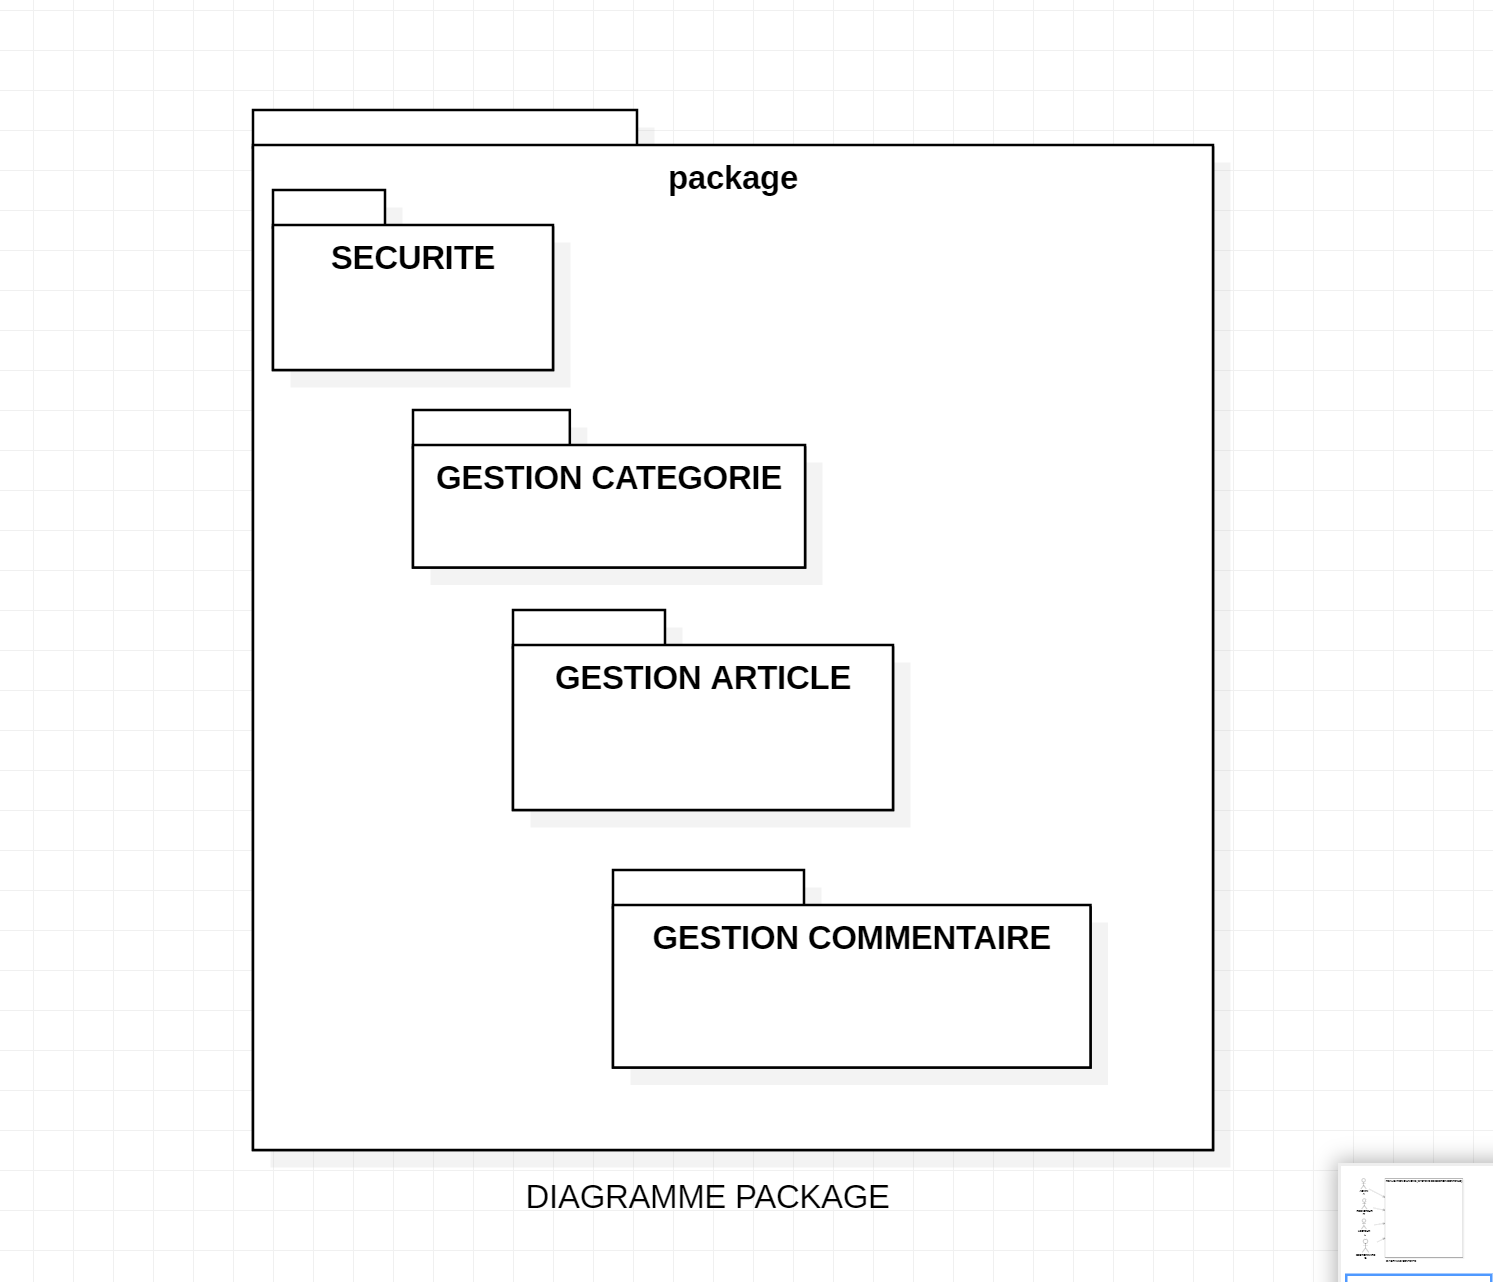 package
SECURITE
GESTION CATEGORIE
GESTION ARTICLE
GESTION COMMENTAIRE
DIAGRAMME PACKAGE